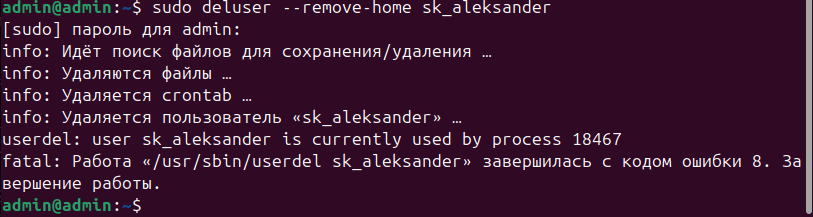 admin@admin:~$ sudo deluser --remove-home sk_aleksander
[sudo] пароль для admin:
info: Идёт поиск файлов для сохранения/удаления …
info: Удаляются файлы …
info: Удаляется crontab …
info: Удаляется пользователь «sk_aleksander» …
userdel: user sk_aleksander is currently used by process 18467
fatal: Работа «/usr/sbin/userdel sk_aleksander» завершилась с кодом ошибки 8. За
вершение работы.
admin@admin:~$